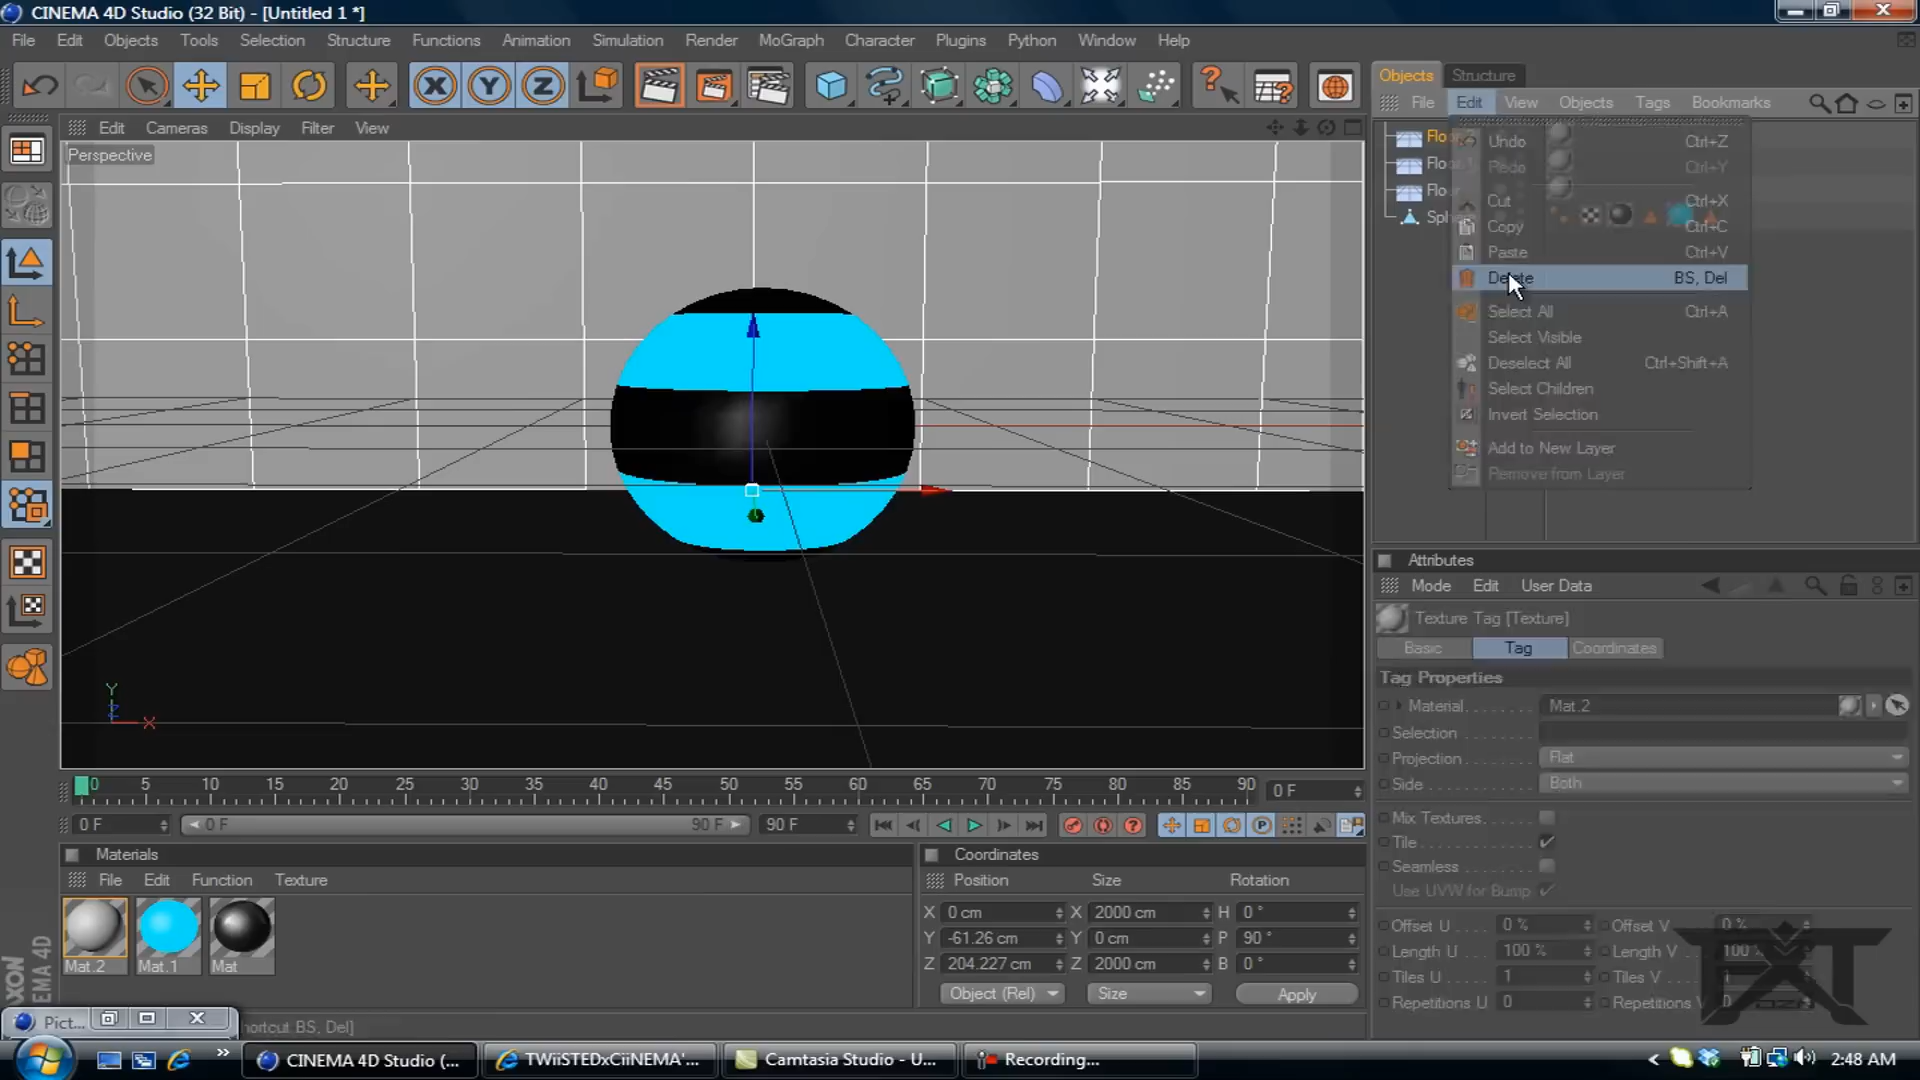 CINEMA 4D Studio (32 Bit) - [Untitled 1 *]
File Edit Objects Tools Selection Structure Functions Animation Simulation Render MoGraph Character Plugins Python Window Help
Objects Structure
File Edit View Objects Tags Bookmarks
Edit Cameras Display Filter View
Perspective
Undo Ctrl+Z
Redo Ctrl+Y
Cut Ctrl+X
Copy Ctrl+C
Paste Ctrl+V
Delete BS, Del
Select All Ctrl+A
Select Visible
Deselect All Ctrl+Shift+A
Select Children
Invert Selection
Add to New Layer
Remove from Layer
Y
Z
X
Attributes
Mode Edit User Data
Texture Tag [Texture]
Basic Tag Coordinates
Tag Properties
Material Mat.2
Selection
Projection Flat
Side Both
Mix Textures
Tile
Seamless
Use UVW for Bump
Offset U 0 % Offset V 0 %
Length U 100 % Length V 100 %
Tiles U 1 Tiles V
Repetitions U 0 Repetitions V 0
0 5 10 15 20 25 30 35 40 45 50 55 60 65 70 75 80 85 90 0 F
0 F 0 F 90 F 90 F
Materials
File Edit Function Texture
Mat.2 Mat.1 Mat
Coordinates
Position Size Rotation
X 0 cm X 2000 cm H 0 °
Y -61.26 cm Y 0 cm P 90 °
Z 204.227 cm Z 2000 cm B 0 °
Object (Rel) Size Apply
Pict... hortcut BS, Del]
CINEMA 4D Studio (... TWiiSTEDxCiiNEMA'... Camtasia Studio - U... Recording... 2:48 AM